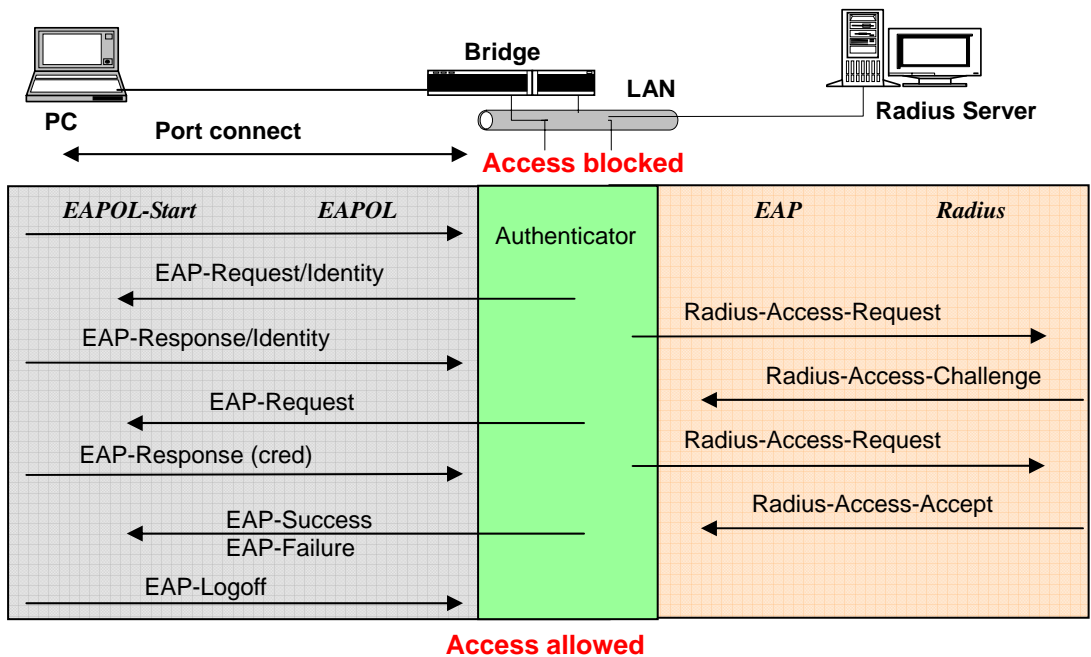 Bridge
LAN
PC
Radius Server
Port connect
Access blocked
EAPOL-Start EAPOL
EAP Radius
Authenticator
EAP-Request/Identity
Radius-Access-Request
EAP-Response/Identity
Radius-Access-Challenge
EAP-Request
Radius-Access-Request
EAP-Response (cred)
Radius-Access-Accept
EAP-Success
EAP-Failure
EAP-Logoff
Access allowed